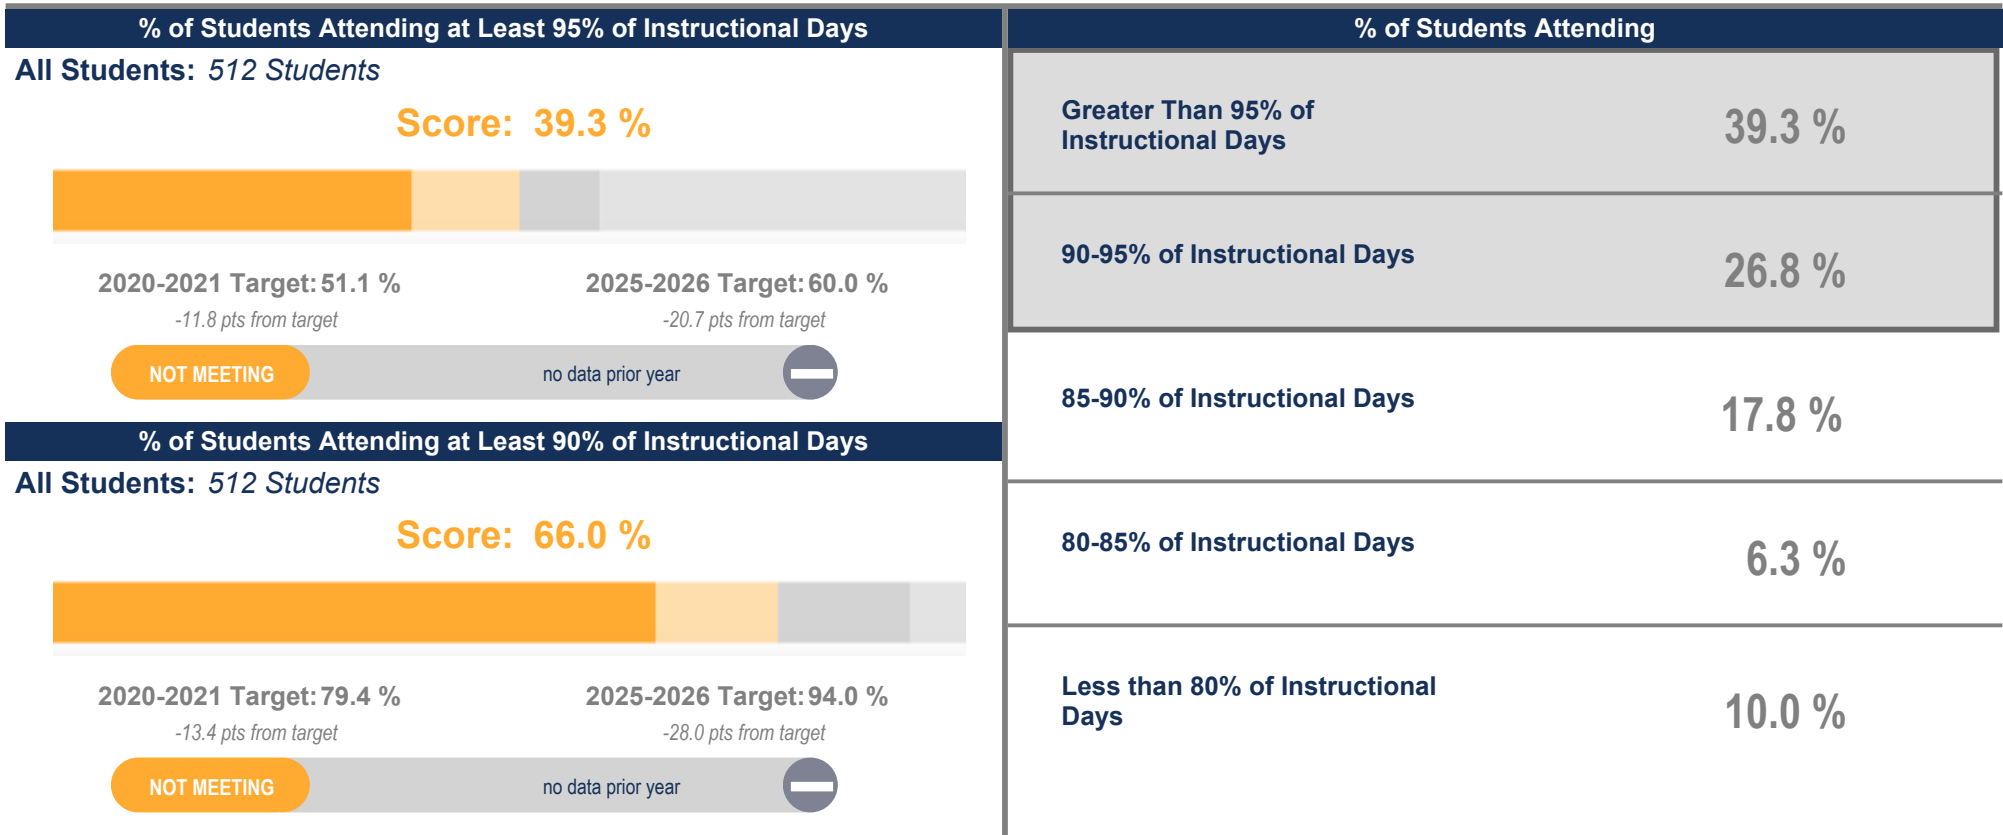 % of Students Attending at Least 95% of Instructional Days
All Students: 512 Students
Score: 39.3 %
2020-2021 Target: 51.1 %
-11.8 pts from target
2025-2026 Target: 60.0 %
-20.7 pts from target
NOT MEETING
no data prior year
% of Students Attending at Least 90% of Instructional Days
All Students: 512 Students
Score: 66.0 %
2020-2021 Target: 79.4 %
-13.4 pts from target
2025-2026 Target: 94.0 %
-28.0 pts from target
NOT MEETING
no data prior year
% of Students Attending
Greater Than 95% of
Instructional Days
39.3 %
90-95% of Instructional Days
26.8 %
85-90% of Instructional Days
17.8 %
80-85% of Instructional Days
6.3 %
Less than 80% of Instructional
Days
10.0 %